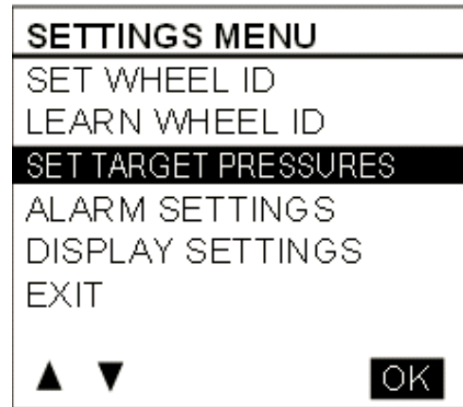 SETTINGS MENU
SET WHEEL ID
LEARN WHEEL ID
SET TARGET PRESSURES
ALARM SETTINGS
DISPLAY SETTINGS
EXIT
▲ ▼ OK